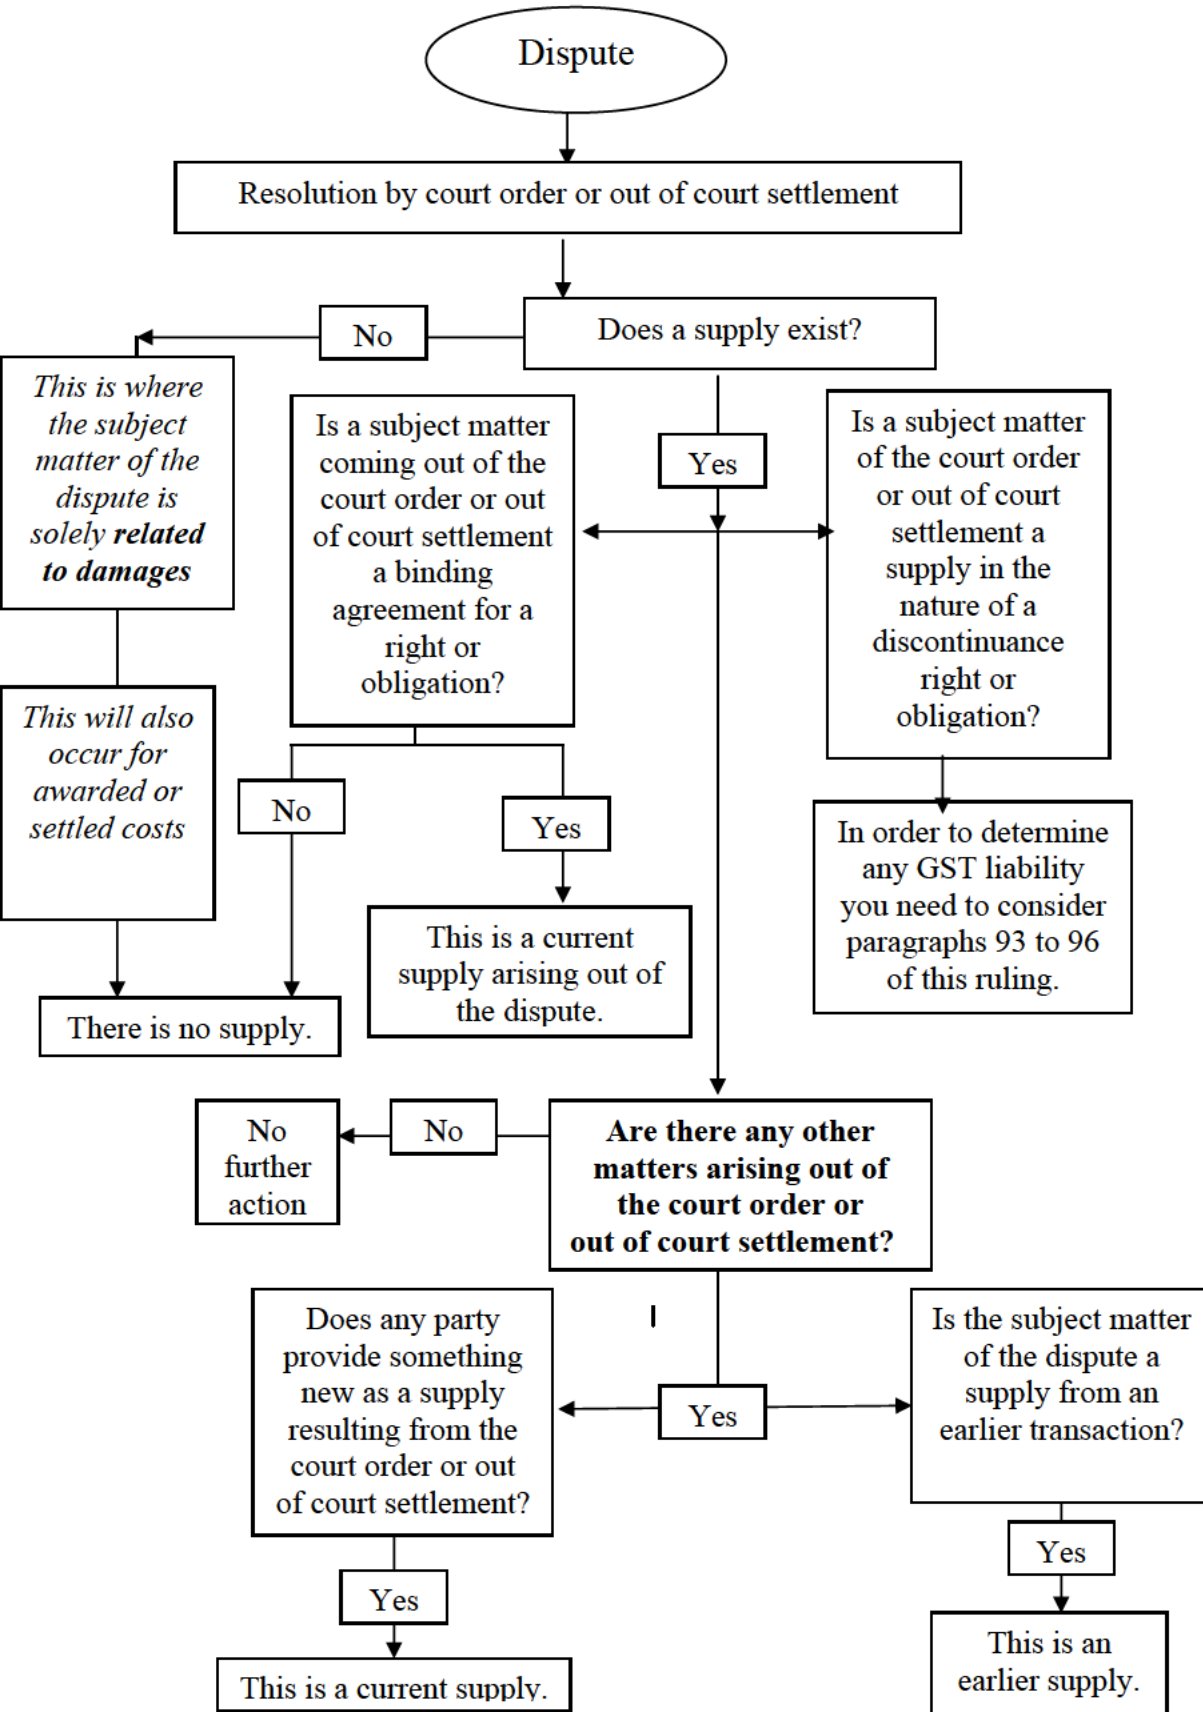 Dispute
Resolution by court order or out of court settlement
Does a supply exist?
No
This is where
the subject
matter of the
dispute is
solely related
to damages
Is a subject matter
coming out of the
court order or out
of court settlement
a binding
agreement for a
right or
obligation?
Yes
Is a subject matter
of the court order
or out of court
settlement a
supply in the
nature of a
discontinuance
right or
obligation?
This will also
occur for
awarded or
settled costs
No
Yes
In order to determine
any GST liability
you need to consider
paragraphs 93 to 96
of this ruling.
This is a current
supply arising out of
the dispute.
There is no supply.
No
further
action
No
Are there any other
matters arising out of
the court order or
out of court settlement?
Does any party
provide something
new as a supply
resulting from the
court order or out
of court settlement?
Yes
Is the subject matter
of the dispute a
supply from an
earlier transaction?
Yes
Yes
This is a current supply.
This is an
earlier supply.